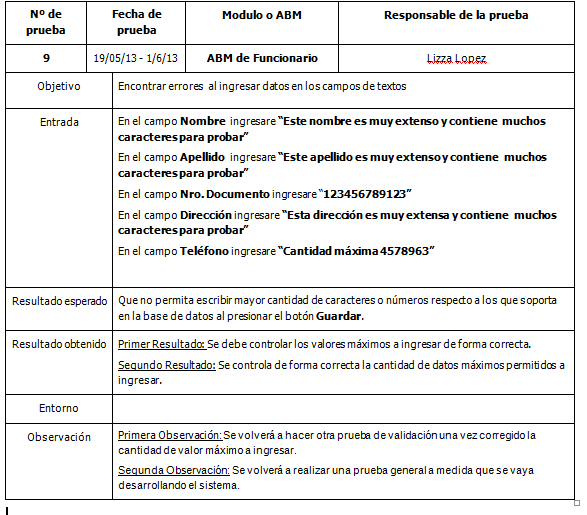 Nº de prueba
Fecha de prueba
Modulo o ABM
Responsable de la prueba
9
19/05/13 - 1/6/13
ABM de Funcionario
Lizza Lopez
Objetivo
Encontrar errores al ingresar datos en los campos de textos
Entrada
En el campo Nombre ingresare “Este nombre es muy extenso y contiene muchos
caracteres para probar”
En el campo Apellido ingresare “Este apellido es muy extenso y contiene muchos
caracteres para probar”
En el campo Nro. Documento ingresare “123456789123”
En el campo Dirección ingresare “Esta dirección es muy extensa y contiene muchos
caracteres para probar”
En el campo Teléfono ingresare “Cantidad máxima 4578963”
Resultado esperado
Que no permita escribir mayor cantidad de caracteres o números respecto a los que soporta
en la base de datos al presionar el botón Guardar.
Resultado obtenido
Primer Resultado: Se debe controlar los valores máximos a ingresar de forma correcta.
Segundo Resultado: Se controla de forma correcta la cantidad de datos máximos permitidos a
ingresar.
Entorno
Observación
Primera Observación: Se volverá a hacer otra prueba de validación una vez corregido la
cantidad de valor máximo a ingresar.
Segunda Observación: Se volverá a realizar una prueba general a medida que se vaya
desarrollando el sistema.